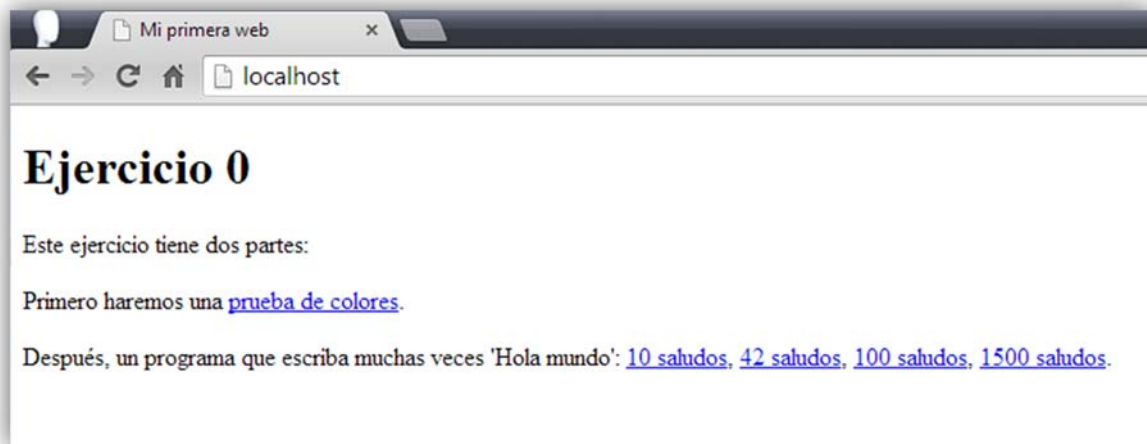 Mi primera web
localhost
Ejercicio 0
Este ejercicio tiene dos partes:
Primero haremos una prueba de colores.
Después, un programa que escriba muchas veces 'Hola mundo': 10 saludos, 42 saludos, 100 saludos, 1500 saludos.